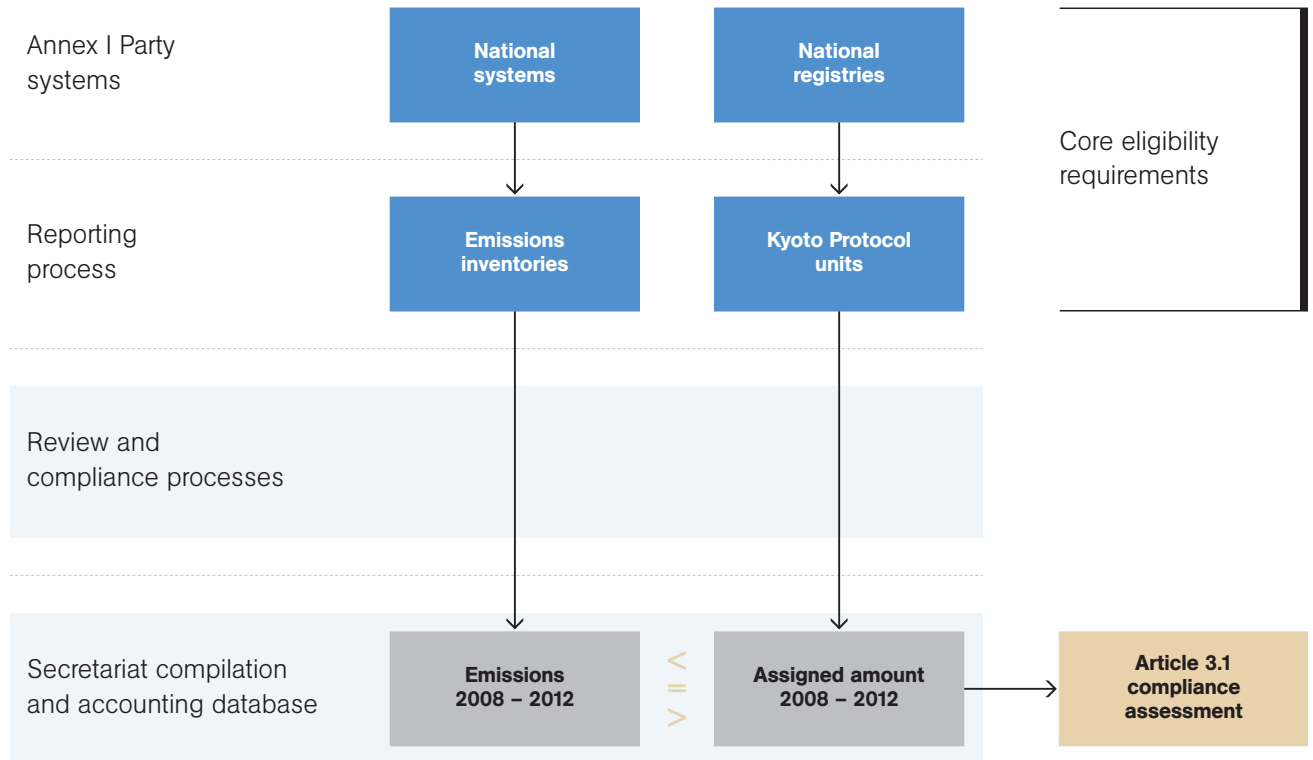 Annex I Party
systems
National
systems
National
registries
Core eligibility
requirements
Reporting
process
Emissions
inventories
Kyoto Protocol
units
Review and
compliance processes
Secretariat compilation
and accounting database
Emissions
2008 – 2012
<
=
>
Assigned amount
2008 – 2012
Article 3.1
compliance
assessment